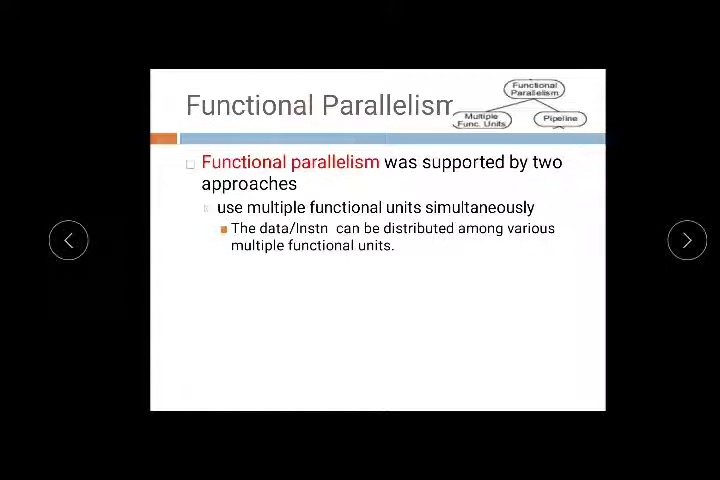 Functional Parallelism
Functional
Parallelism
Multiple
Func. Units
Pipeline
Functional parallelism was supported by two
approaches
use multiple functional units simultaneously
The data/Instn can be distributed among various
multiple functional units.